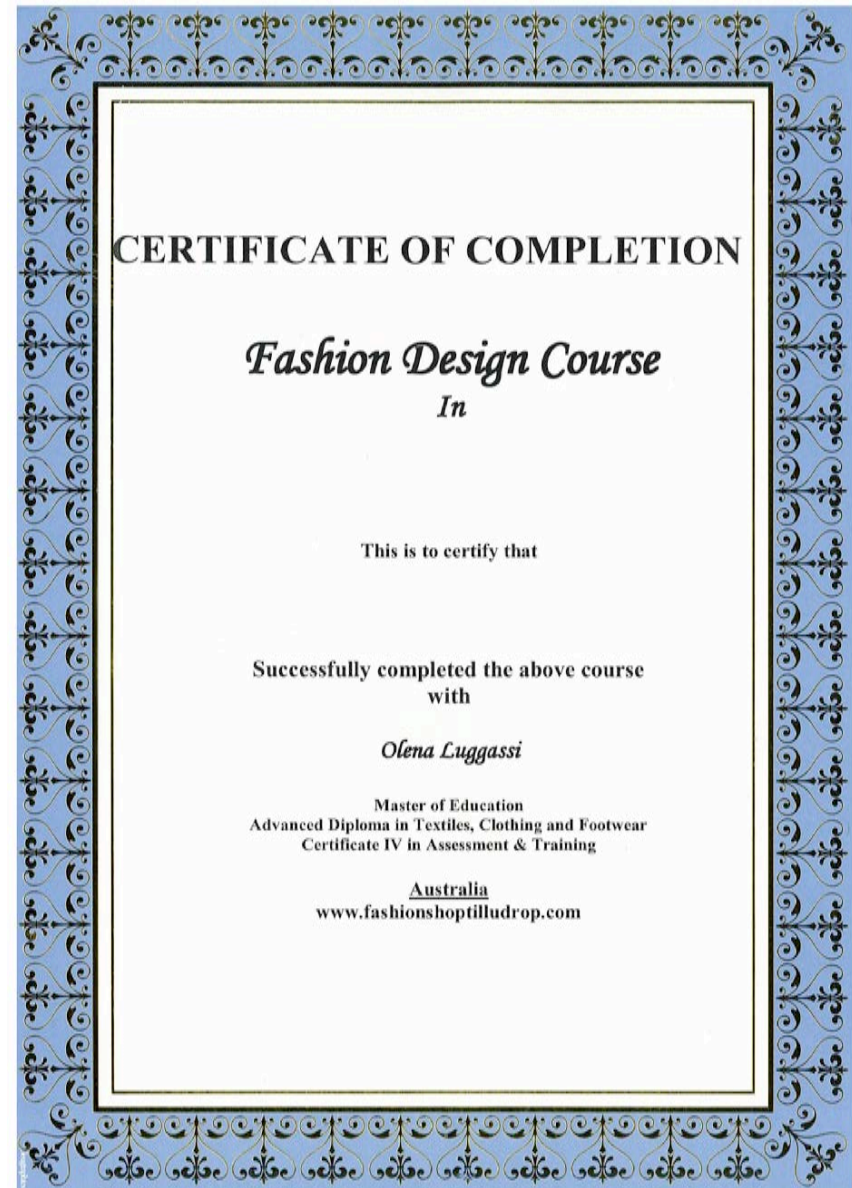 CERTIFICATE OF COMPLETION
Fashion Design Course
In
This is to certify that
Successfully completed the above course
with
Olena Luggassi
Master of Education
Advanced Diploma in Textiles, Clothing and Footwear
Certificate IV in Assessment & Training
Australia
www.fashionshoptilludrop.com